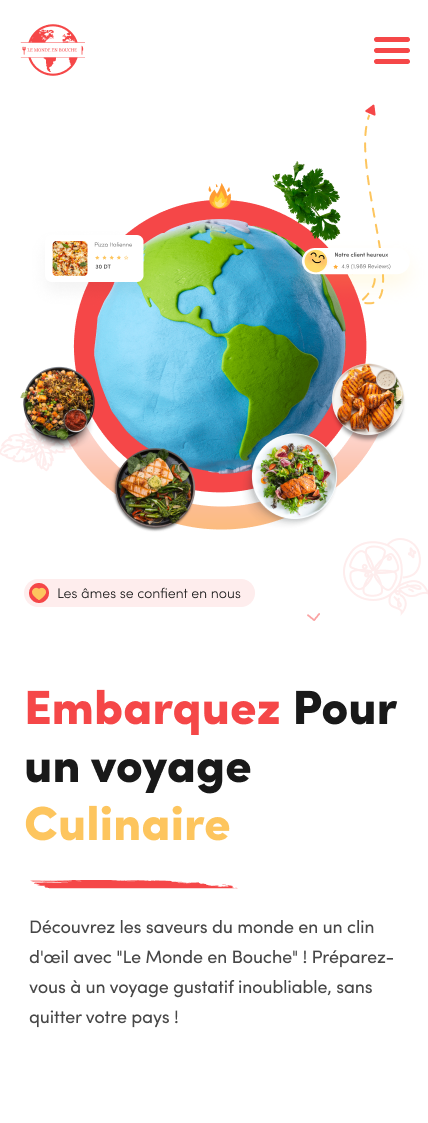 LE MONDE EN BOUCHE
Pizza Italienne
30 DT
Notre client heureux
4.9 (1.989 Reviews)
Les âmes se confient en nous
Embarquez Pour
un voyage
Culinaire
Découvrez les saveurs du monde en un clin
d'œil avec "Le Monde en Bouche" ! Préparez-
vous à un voyage gustatif inoubliable, sans
quitter votre pays !